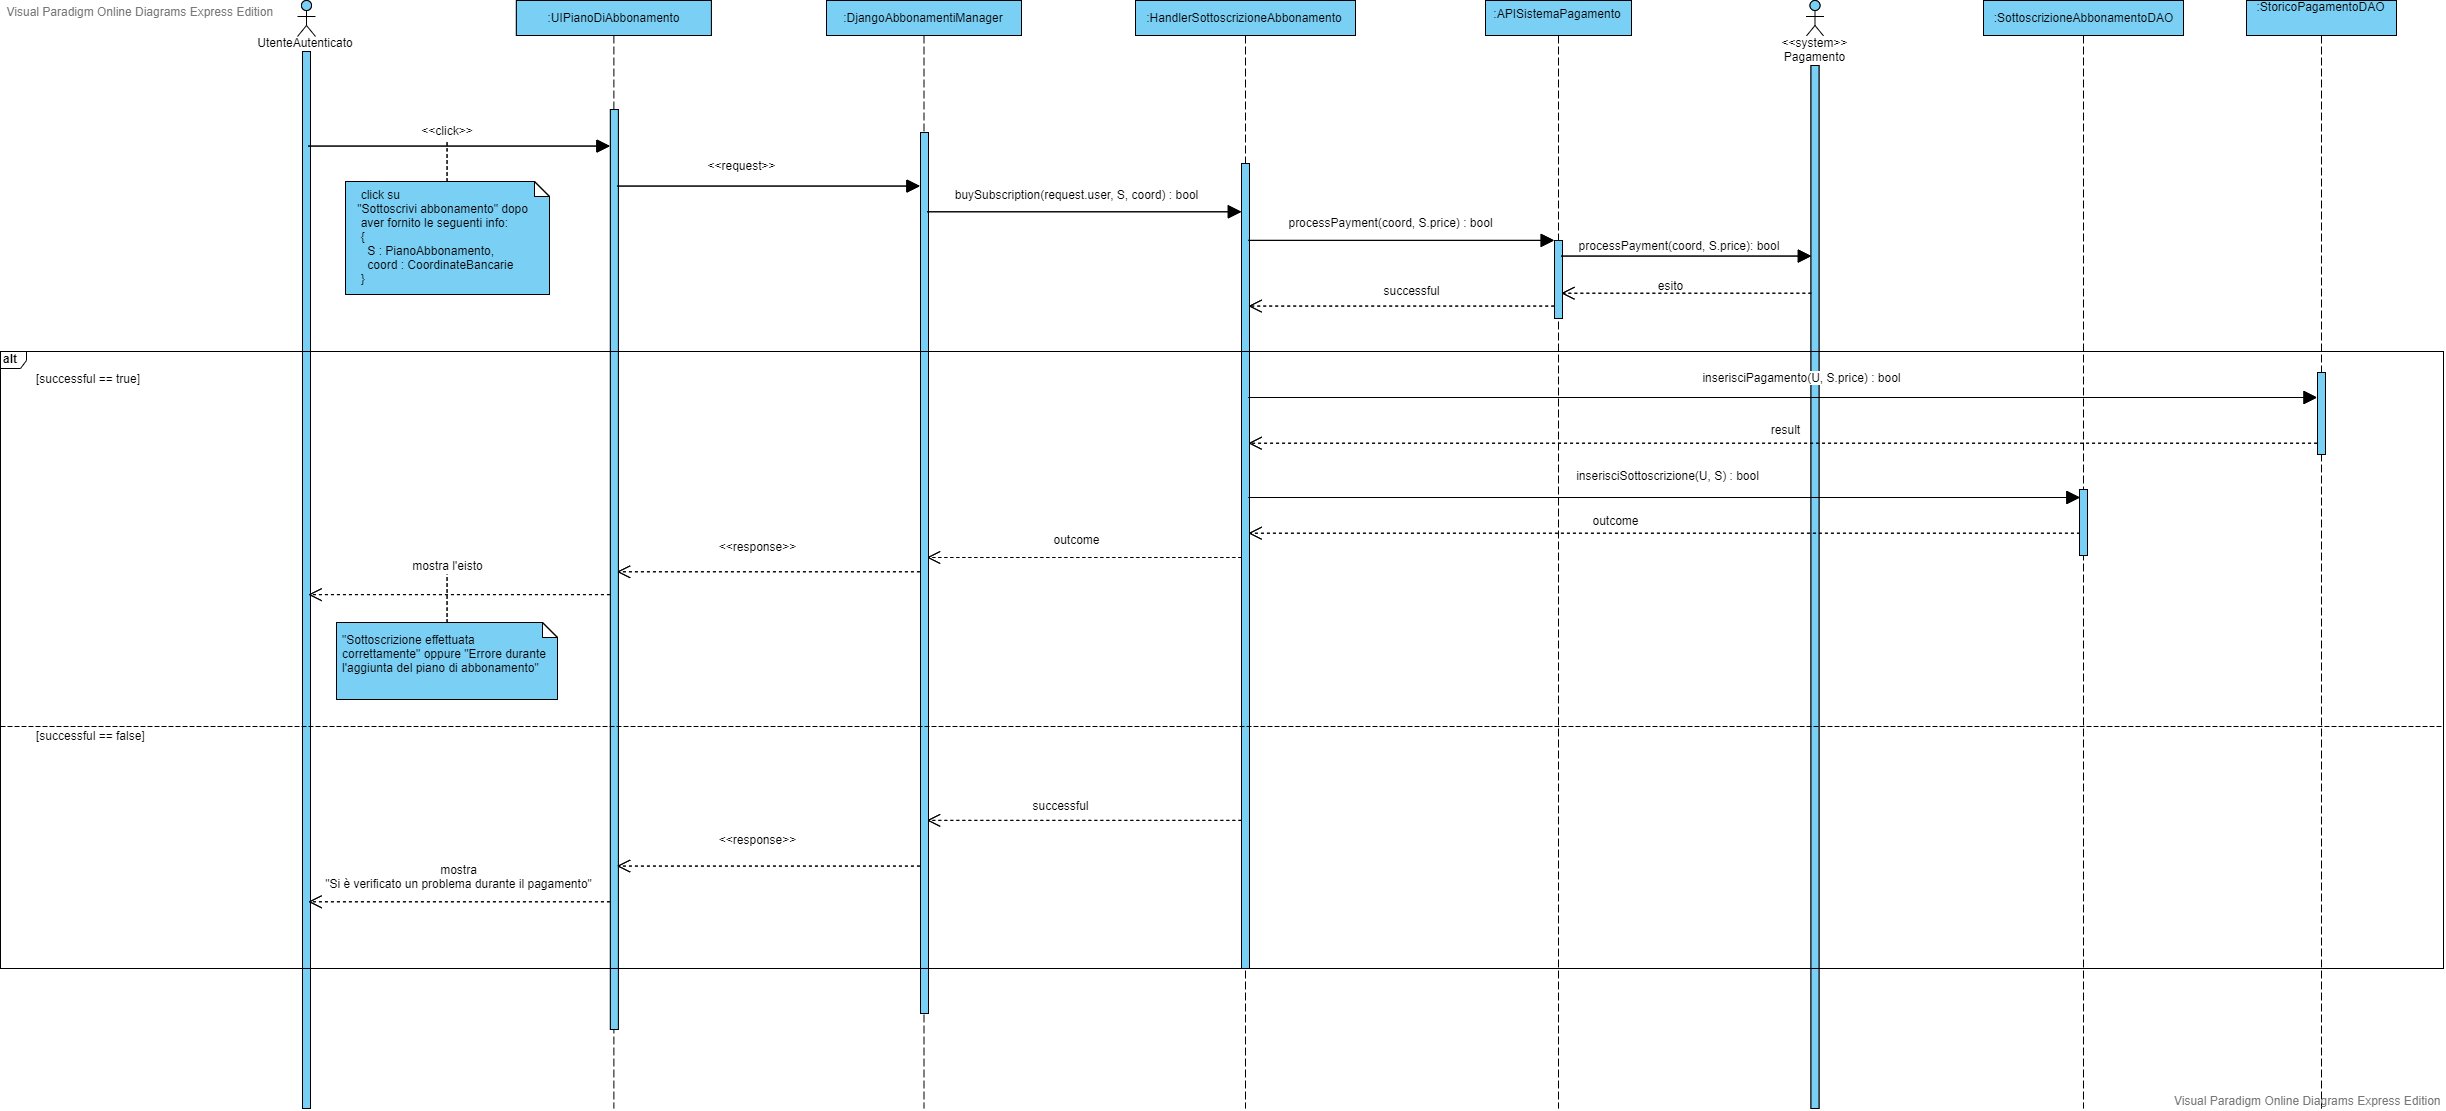 Visual Paradigm Online Diagrams Express Edition
UtenteAutenticato
:UIPianoDiAbbonamento
:DjangoAbbonamentiManager
:HandlerSottoscrizioneAbbonamento
:APISistemaPagamento
<<system>>
Pagamento
:SottoscrizioneAbbonamentoDAO
:StoricoPagamentoDAO
<<click>>
click su
"Sottoscrivi abbonamento" dopo
aver fornito le seguenti info:
{
S : PianoAbbonamento,
coord : CoordinateBancarie
}
<<request>>
buySubscription(request.user, S, coord) : bool
processPayment(coord, S.price) : bool
processPayment(coord, S.price): bool
esito
successful
alt
[successful == true]
inserisciPagamento(U, S.price) : bool
result
inserisciSottoscrizione(U, S) : bool
outcome
outcome
<<response>>
mostra l'eisto
"Sottoscrizione effettuata
correttamente" oppure "Errore durante
l'aggiunta del piano di abbonamento"
[successful == false]
successful
<<response>>
mostra
"Si è verificato un problema durante il pagamento"
Visual Paradigm Online Diagrams Express Edition